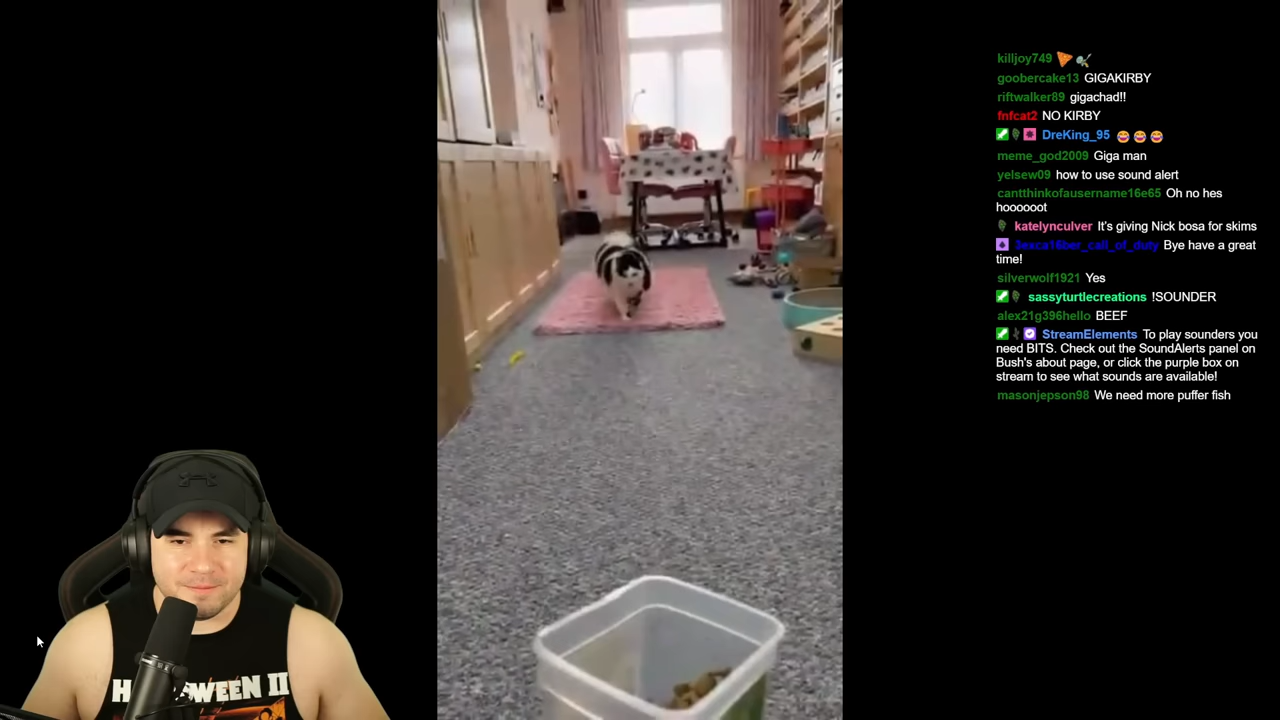 killjoy749
goobercake13 GIGAKIRBY
riftwalker89 gigachad!!
fnfcat2 NO KIRBY
DreKing_95
meme_god2009 Giga man
yelsew09 how to use sound alert
cantthinkofausername16e65 Oh no hes
hoooooot
katelynculver It's giving Nick bosa for skims
3exca16ber_call_of_duty Bye have a great
time!
silverwolf1921 Yes
sassyturtlecreations !SOUNDER
alex21g396hello BEEF
StreamElements To play sounders you
need BITS. Check out the SoundAlerts panel on
Bush's about page, or click the purple box on
stream to see what sounds are available!
masonjepson98 We need more puffer fish
WEEN II